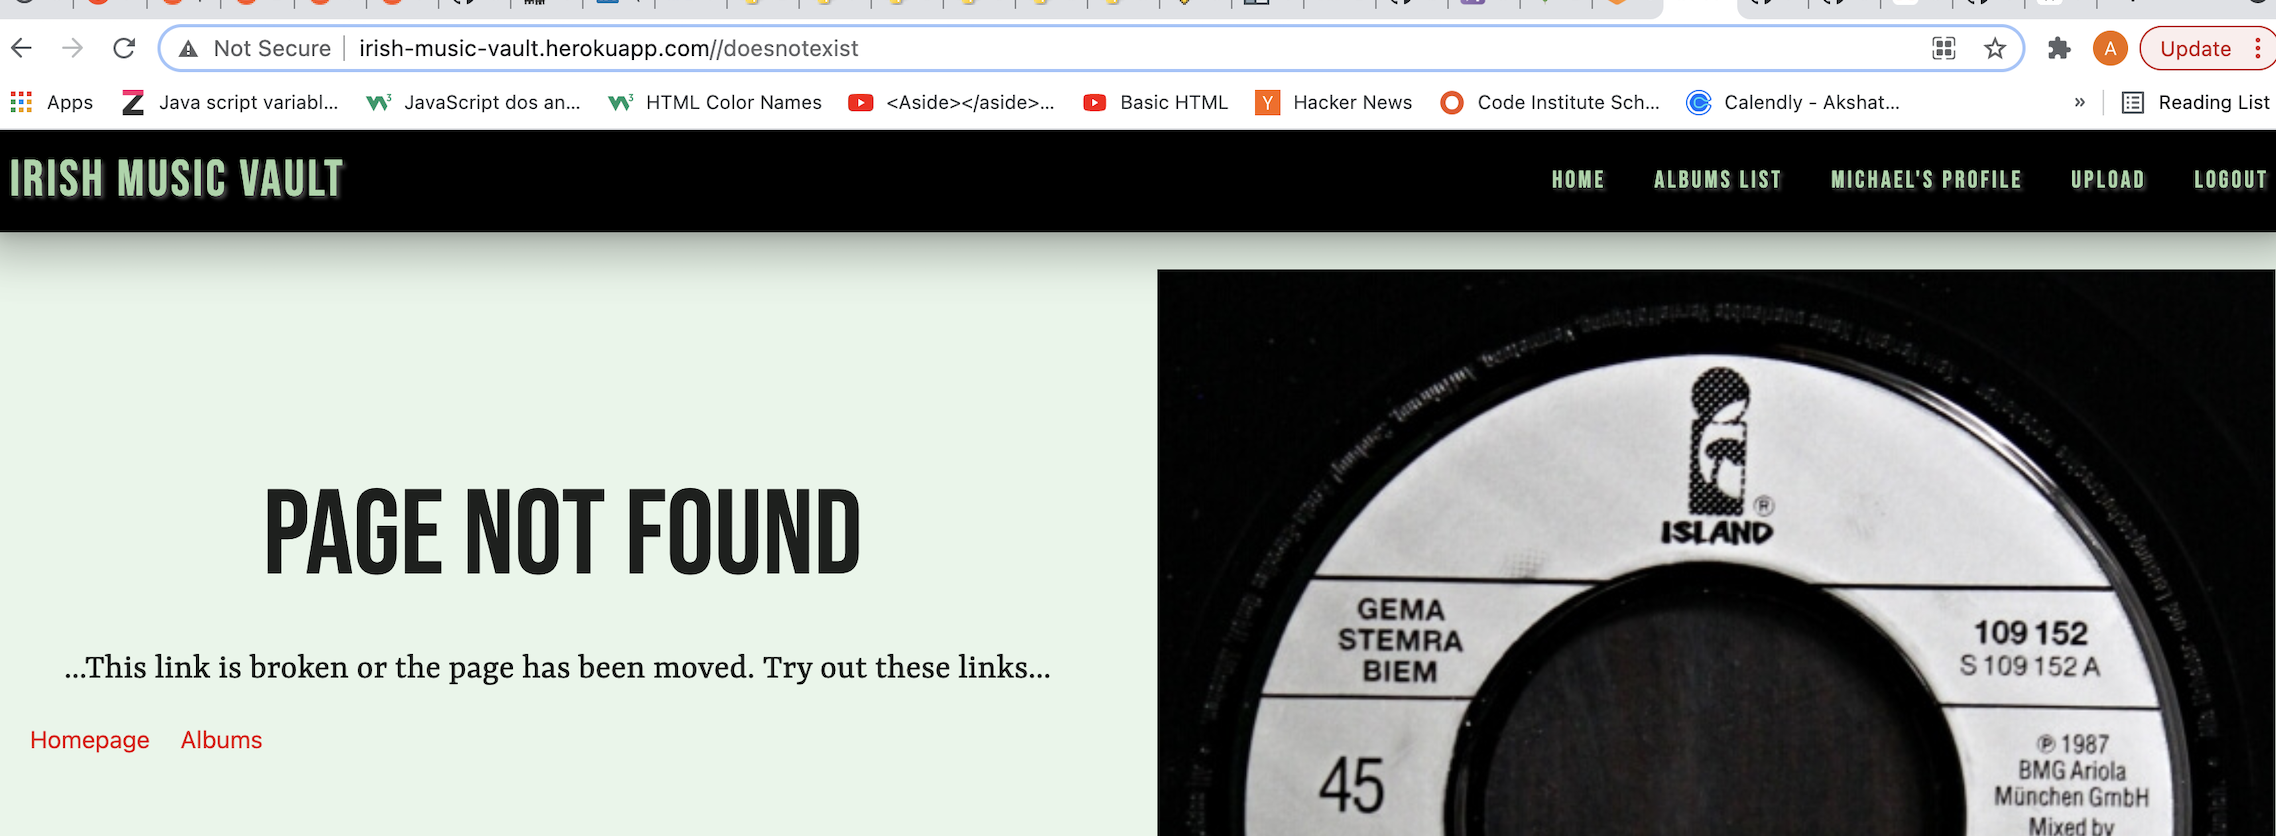 Not Secure irish-music-vault.herokuapp.com//doesnotexist A Update
Apps Java script variabl... JavaScript dos an... HTML Color Names <Aside></aside>... Basic HTML Hacker News Code Institute Sch... Calendly - Akshat... » Reading List
IRISH MUSIC VAULT HOME ALBUMS LIST MICHAEL'S PROFILE UPLOAD LOGOUT
PAGE NOT FOUND
...This link is broken or the page has been moved. Try out these links...
Homepage Albums
® 
ISLAND
GEMA
STEMRA
BIEM
109 152
S 109 152 A
45
℗ 1987
BMG Ariola
München GmbH
Mixed by